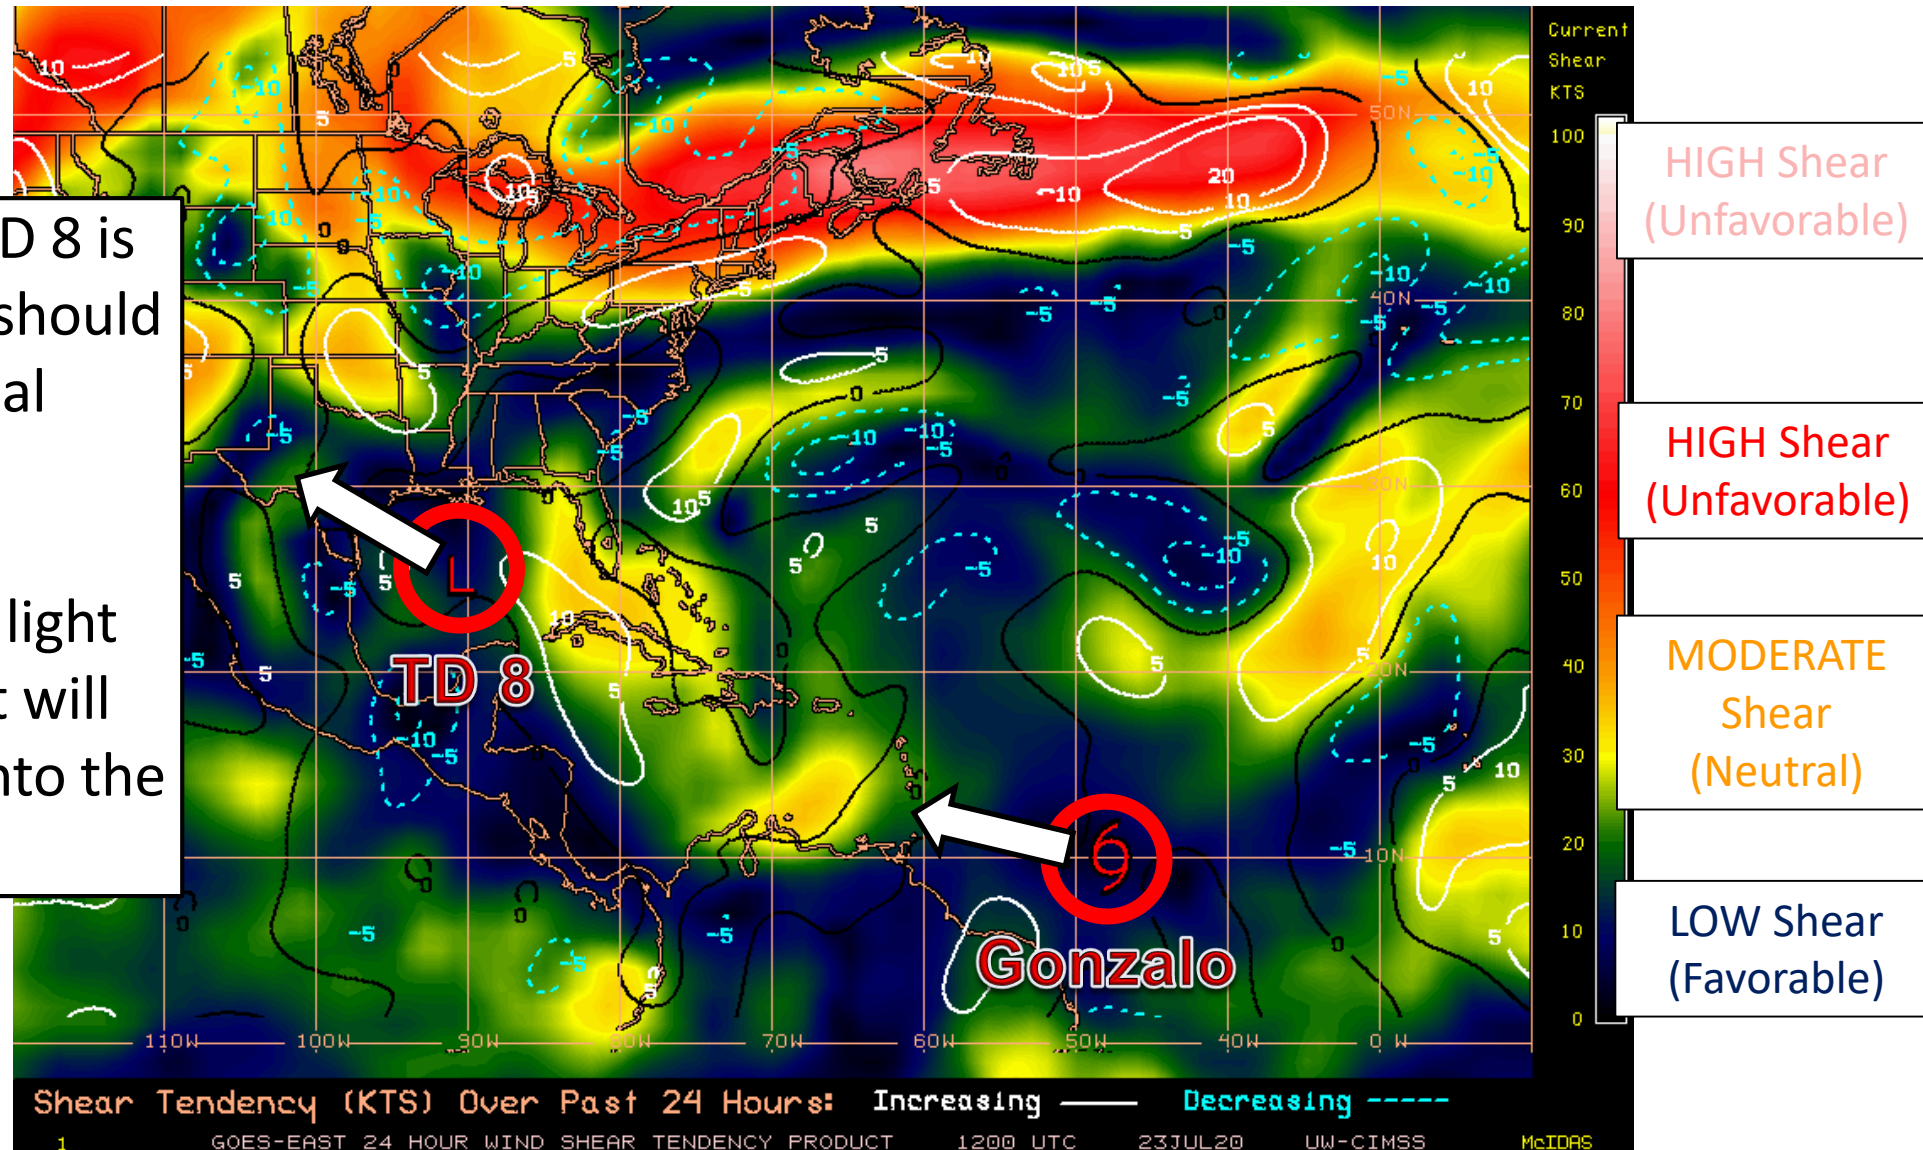 D 8 is
should
al
light
t will
nto the
Current
Shear
KTS
100
90
80
70
60
50
40
30
20
10
0
HIGH Shear
(Unfavorable)
HIGH Shear
(Unfavorable)
MODERATE
Shear
(Neutral)
LOW Shear
(Favorable)
50N
40N
30N
20N
10N
L
TD 8
Gonzalo
110W 100W 90W 80W 70W 60W 50W 40W 0 W
Shear Tendency (KTS) Over Past 24 Hours: Increasing Decreasing -----
1 GOES-EAST 24 HOUR WIND SHEAR TENDENCY PRODUCT 1200 UTC 23JUL20 UW-CIMSS McIDAS